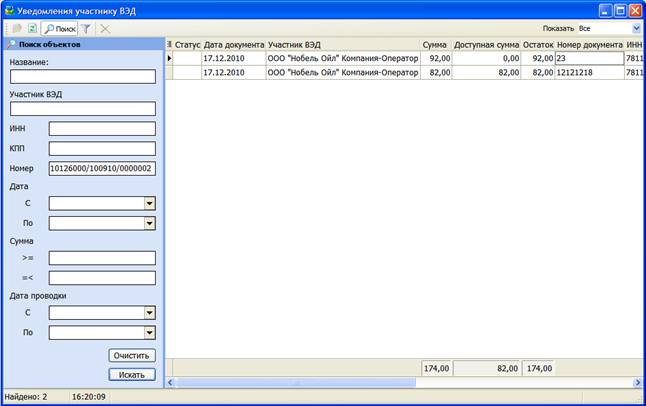 Уведомления участнику ВЭД
Поиск
Показать Все
Поиск объектов
Название:
Участник ВЭД
ИНН
КПП
Номер 10126000/100910/0000002
Дата
С
По
Сумма
>=
=<
Дата проводки
С
По
Очистить
Искать
Статус Дата документа Участник ВЭД Сумма Доступная сумма Остаток Номер документа ИНН
17.12.2010 ООО "Нобель Ойл" Компания-Оператор 92,00 0,00 92,00 23 7811
17.12.2010 ООО "Нобель Ойл" Компания-Оператор 82,00 82,00 82,00 12121218 7811
174,00 82,00 174,00
Найдено: 2 16:20:09